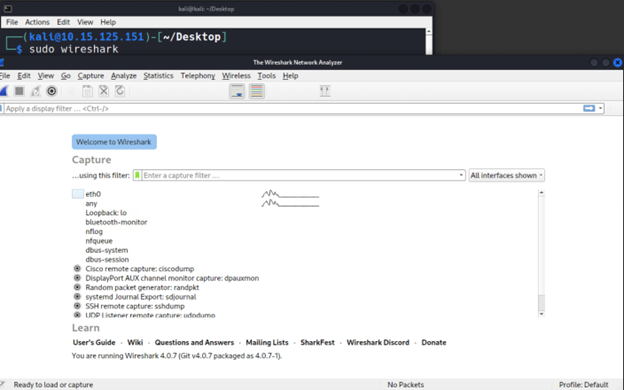 kali@kali: ~/Desktop
File Actions Edit View Help
(kali@10.15.125.151)-[~/Desktop]
$ sudo wireshark
The Wireshark Network Analyzer
File Edit View Go Capture Analyze Statistics Telephony Wireless Tools Help
Apply a display filter ... <Ctrl-/>
Welcome to Wireshark
Capture
...using this filter: Enter a capture filter ... All interfaces shown
eth0
any
Loopback: lo
bluetooth-monitor
nflog
nfqueue
dbus-system
dbus-session
Cisco remote capture: ciscodump
DisplayPort AUX channel monitor capture: dpauxmon
Random packet generator: randpkt
systemd Journal Export: sdjournal
SSH remote capture: sshdump
UDP Listener remote capture: udpdump
Learn
User's Guide · Wiki · Questions and Answers · Mailing Lists · SharkFest · Wireshark Discord · Donate
You are running Wireshark 4.0.7 (Git v4.0.7 packaged as 4.0.7-1).
Ready to load or capture No Packets Profile: Default